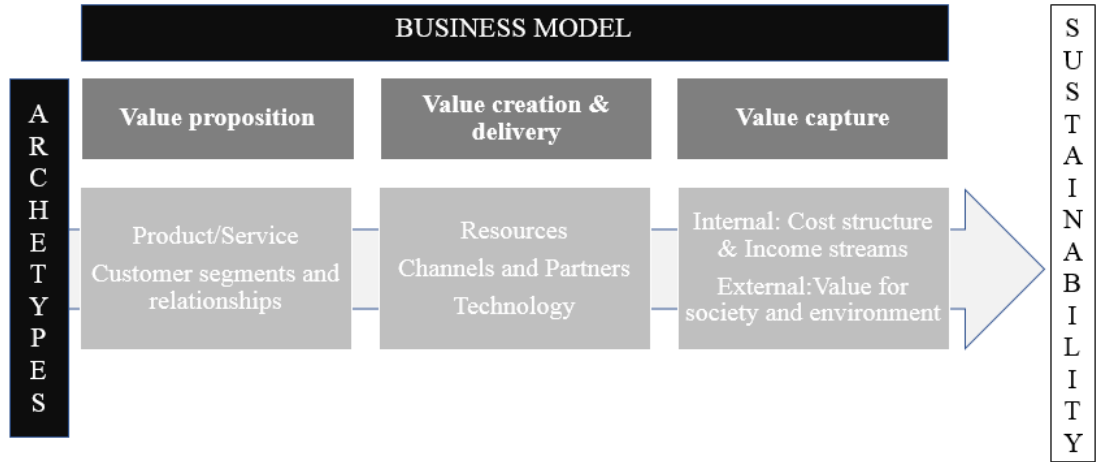 BUSINESS MODEL
ARCHETYPES
Value proposition
Value creation &
delivery
Value capture
Product/Service
Customer segments and
relationships
Resources
Channels and Partners
Technology
Internal: Cost structure
& Income streams
External:Value for
society and environment
SUSTAINABILITY